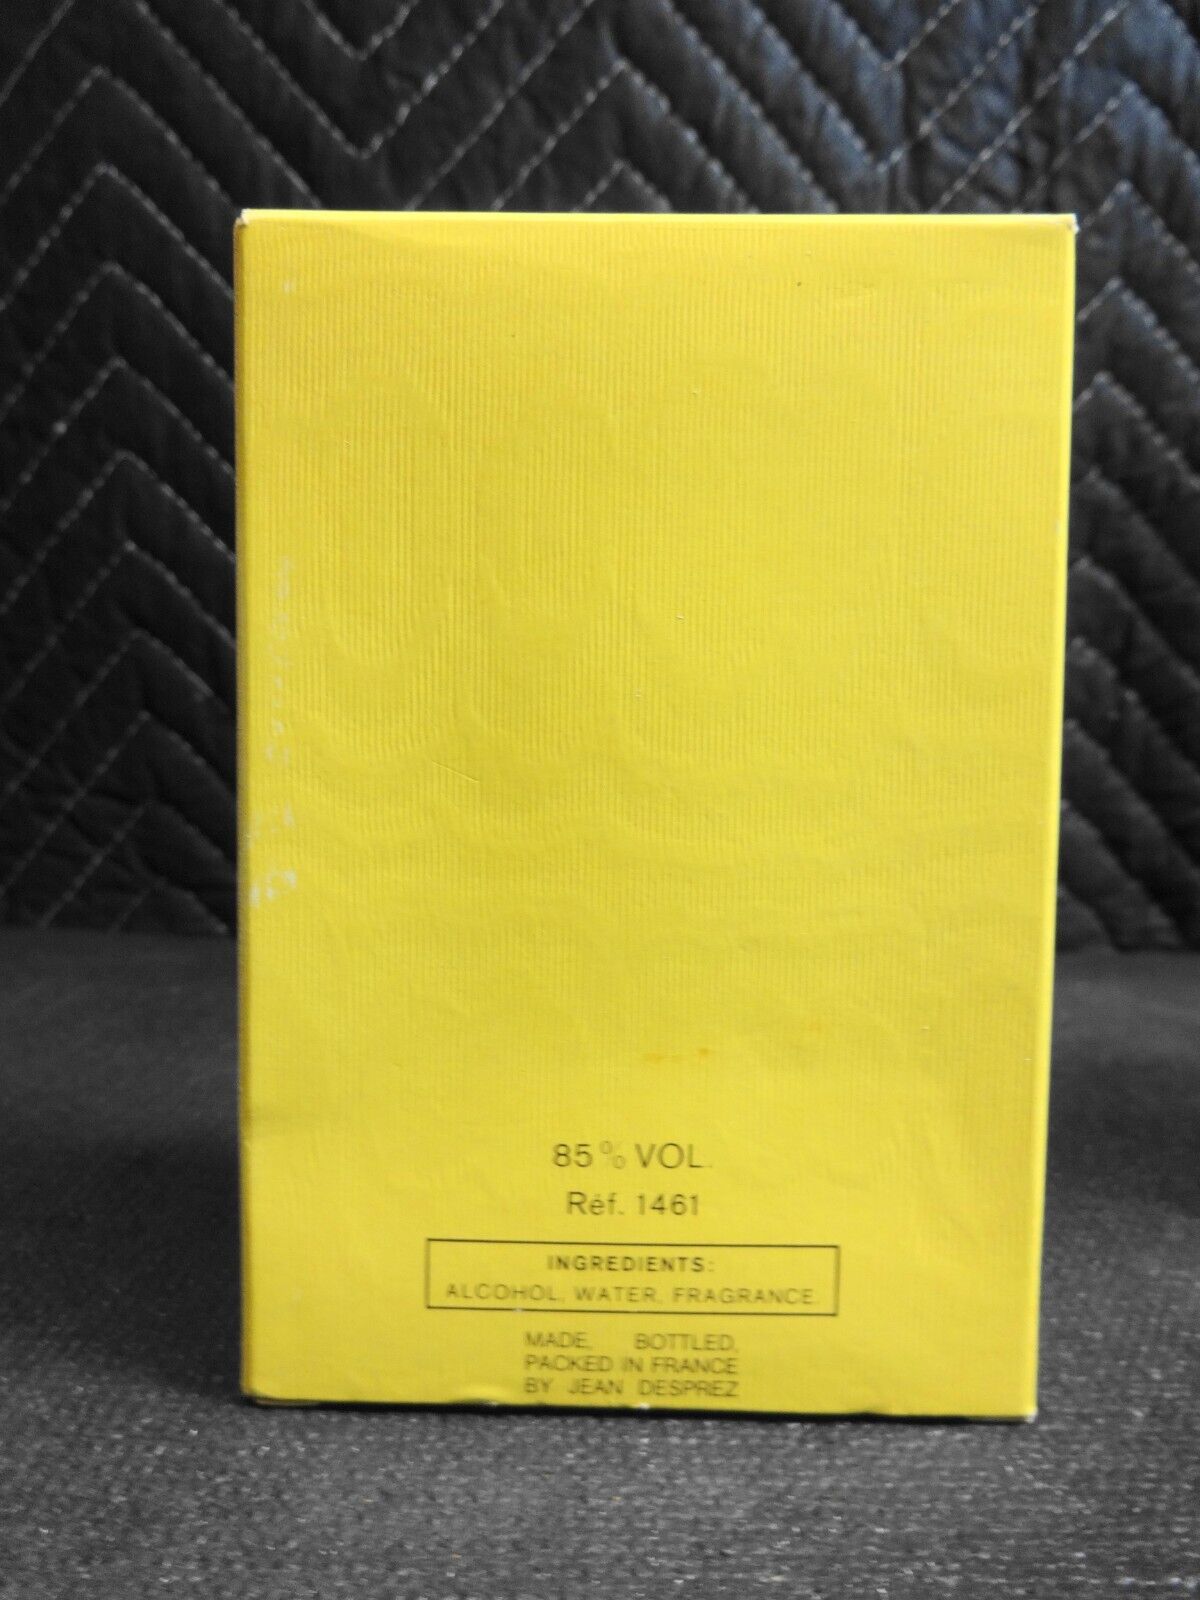 85% VOL.
Réf. 1461
INGREDIENTS:
ALCOHOL, WATER, FRAGRANCE.
MADE, BOTTLED,
PACKED IN FRANCE
BY JEAN DESPREZ